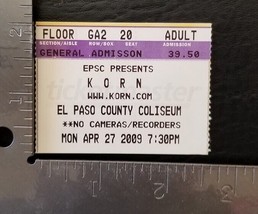 FLOOR GA2 20 ADULT
SECTION/AISLE ROW/BOX SEAT ADMISSION
GENERAL ADMISSON 39.50
EPSC PRESENTS
K O R N
WWW.KORN.COM
EL PASO COUNTY COLISEUM
**NO CAMERAS/RECORDERS
MON APR 27 2009 7:30PM